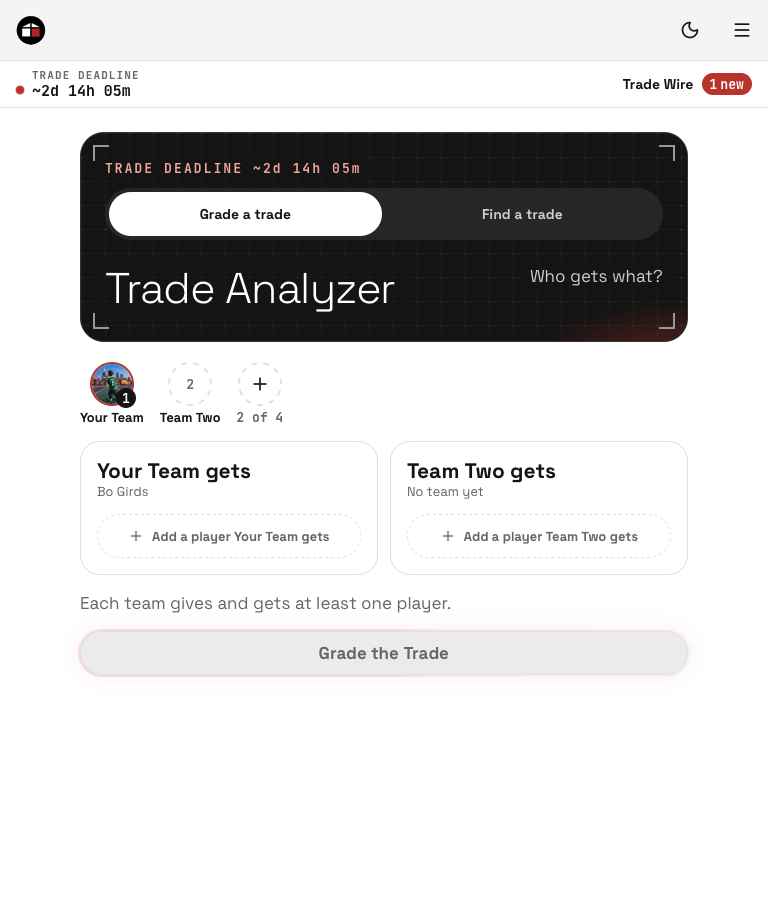 TRADE DEADLINE
~2d 14h 05m
Trade Wire 1 new
TRADE DEADLINE ~2d 14h 05m
Grade a trade Find a trade
Trade Analyzer Who gets what?
1 2
Your Team Team Two 2 of 4
Your Team gets
Bo Girds
Add a player Your Team gets
Team Two gets
No team yet
Add a player Team Two gets
Each team gives and gets at least one player.
Grade the Trade